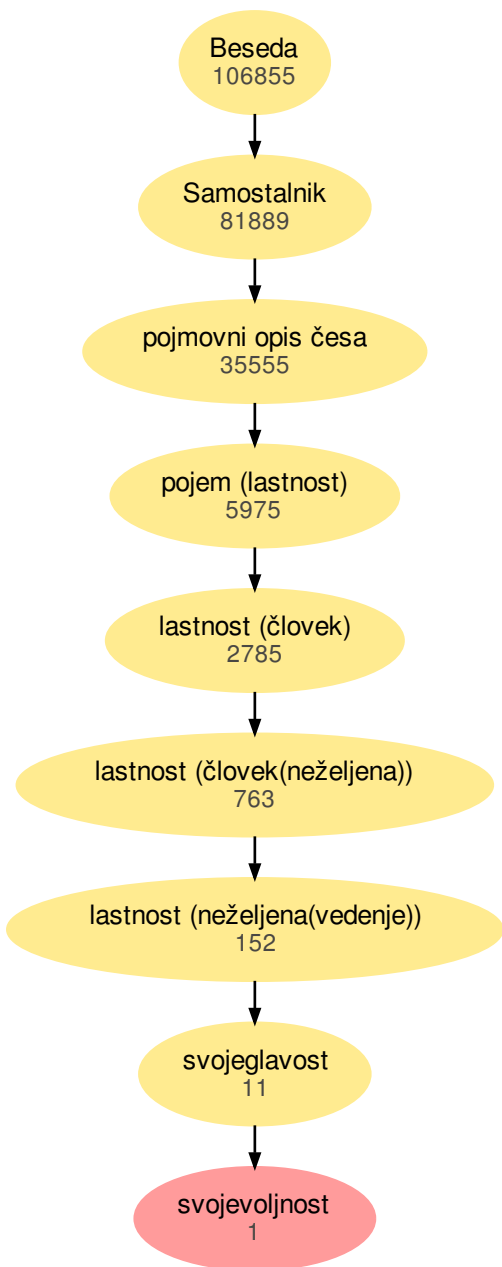 Beseda
106855
Samostalnik
81889
pojmovni opis česa
35555
pojem (lastnost)
5975
lastnost (človek)
2785
lastnost (človek(neželjena))
763
lastnost (neželjena(vedenje))
152
svojeglavost
11
svojevoljnost
1